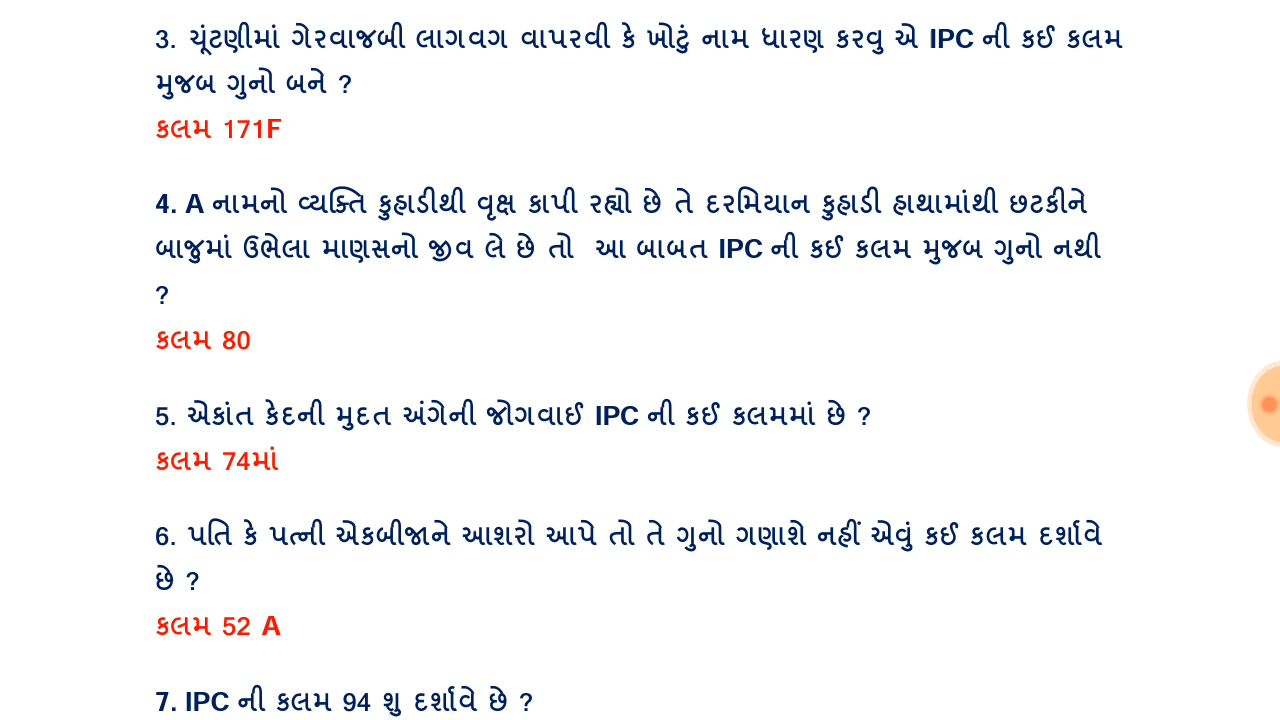 3. ચૂંટણીમાં ગેરવાજબી લાગવગ વાપરવી કે ખોટું નામ ધારણ કરવુ એ IPC ની કઈ કલમ
મુજબ ગુનો બને ?
કલમ 171F
4. A નામનો વ્યક્તિ કુહાડીથી વૃક્ષ કાપી રહ્યો છે તે દરમિયાન કુહાડી હાથામાંથી છટકીને
બાજુમાં ઉભેલા માણસનો જીવ લે છે તો આ બાબત IPC ની કઈ કલમ મુજબ ગુનો નથી
?
કલમ 80
5. એકાંત કેદની મુદત અંગેની જોગવાઈ IPC ની કઈ કલમમાં છે ?
કલમ 74માં
6. પતિ કે પત્ની એકબીજાને આશરો આપે તો તે ગુનો ગણાશે નહીં એવું કઈ કલમ દર્શાવે
છે ?
કલમ 52 A
7. IPC ની કલમ 94 શુ દર્શાવે છે ?